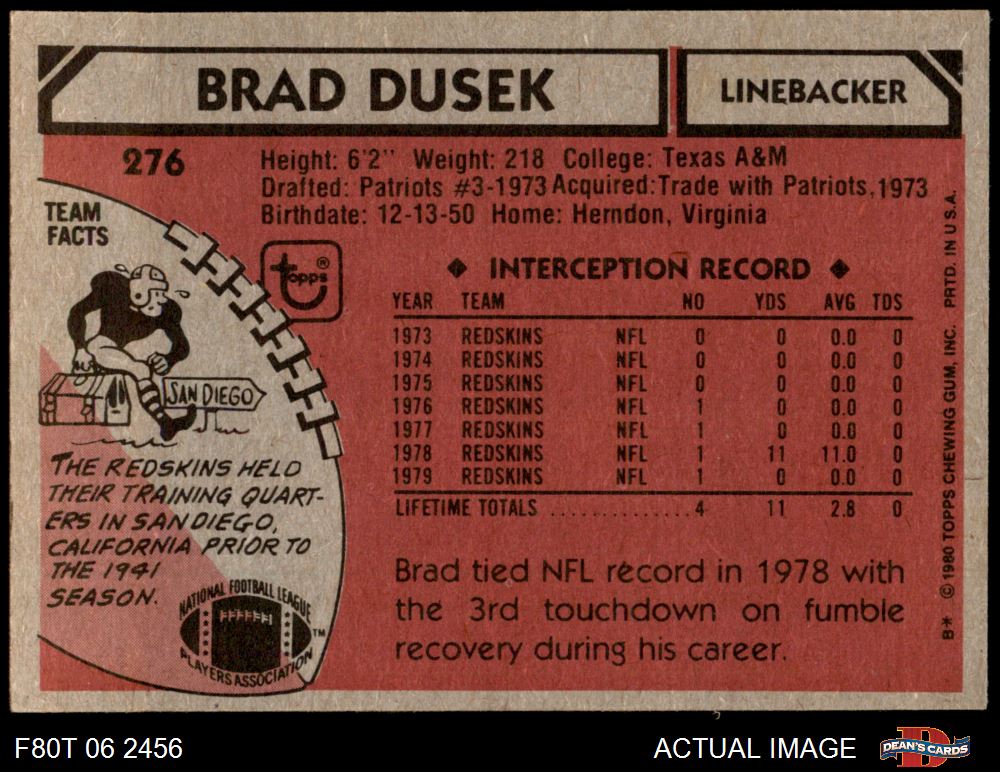 BRAD DUSEK
LINEBACKER
276
Height: 6'2" Weight: 218 College: Texas A&M
Drafted: Patriots #3-1973 Acquired: Trade with Patriots, 1973
Birthdate: 12-13-50 Home: Herndon, Virginia
TEAM
FACTS
topps®
SAN DIEGO
THE REDSKINS HELD
THEIR TRAINING QUART-
ERS IN SAN DIEGO,
CALIFORNIA PRIOR TO
THE 1941
SEASON.
NATIONAL FOOTBALL LEAGUE
PLAYERS ASSOCIATION
™
◆ INTERCEPTION RECORD ◆
YEAR TEAM NO YDS AVG TDS
1973 REDSKINS NFL 0 0 0.0 0
1974 REDSKINS NFL 0 0 0.0 0
1975 REDSKINS NFL 0 0 0.0 0
1976 REDSKINS NFL 1 0 0.0 0
1977 REDSKINS NFL 1 0 0.0 0
1978 REDSKINS NFL 1 11 11.0 0
1979 REDSKINS NFL 1 0 0.0 0
LIFETIME TOTALS .............. 4 11 2.8 0
Brad tied NFL record in 1978 with
the 3rd touchdown on fumble
recovery during his career.
B* © 1980 TOPPS CHEWING GUM, INC. PRTD. IN U.S.A.
F80T 06 2456
ACTUAL IMAGE
D
DEAN'S CARDS